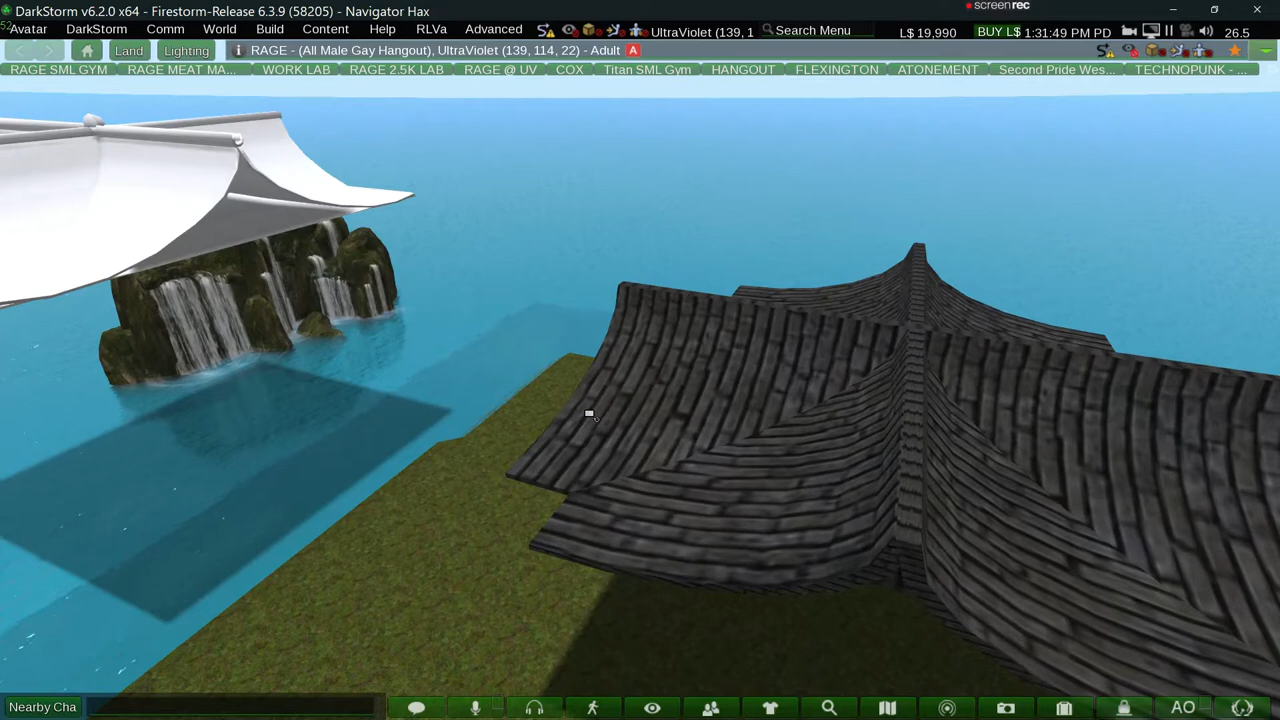 DarkStorm v6.2.0 x64 - Firestorm-Release 6.3.9 (58205) - Navigator Hax
screenrec
52
Avatar DarkStorm Comm World Build Content Help RLVa Advanced UltraViolet (139, 1 Search Menu L$ 19,990 BUY L$ 1:31:49 PM PD 26.5
Land Lighting RAGE - (All Male Gay Hangout), UltraViolet (139, 114, 22) - Adult A
RAGE SML GYM RAGE MEAT MA... WORK LAB RAGE 2.5K LAB RAGE @ UV COX Titan SML Gym HANGOUT FLEXINGTON ATONEMENT Second Pride Wes... TECHNOPUNK - ...
Nearby Cha AO